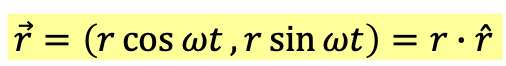 r⃗ = (r cos ωt , r sin ωt) = r · r̂